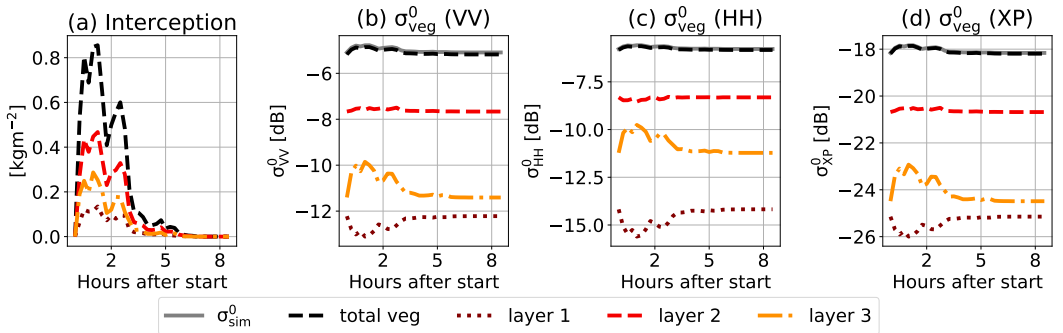 (a) Interception
[kgm⁻²]
0.8
0.6
0.4
0.2
0.0
2
5
8
Hours after start
(b) σ⁰veg (VV)
σ⁰VV [dB]
−6
−8
−10
−12
2
5
8
Hours after start
(c) σ⁰veg (HH)
σ⁰HH [dB]
−7.5
−10.0
−12.5
−15.0
2
5
8
Hours after start
(d) σ⁰veg (XP)
σ⁰XP [dB]
−18
−20
−22
−24
−26
2
5
8
Hours after start
σ⁰sim total veg layer 1 layer 2 layer 3